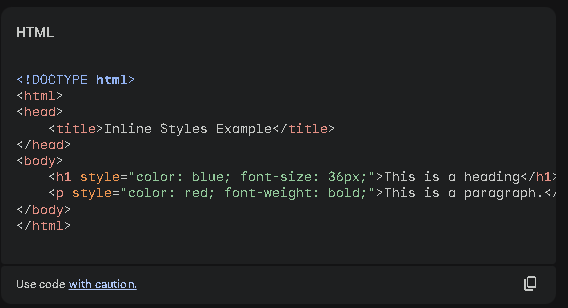 HTML
<!DOCTYPE html>
<html>
<head>
    <title>Inline Styles Example</title>
</head>
<body>
    <h1 style="color: blue; font-size: 36px;">This is a heading</h1>
    <p style="color: red; font-weight: bold;">This is a paragraph.</
</body>
</html>
Use code with caution.